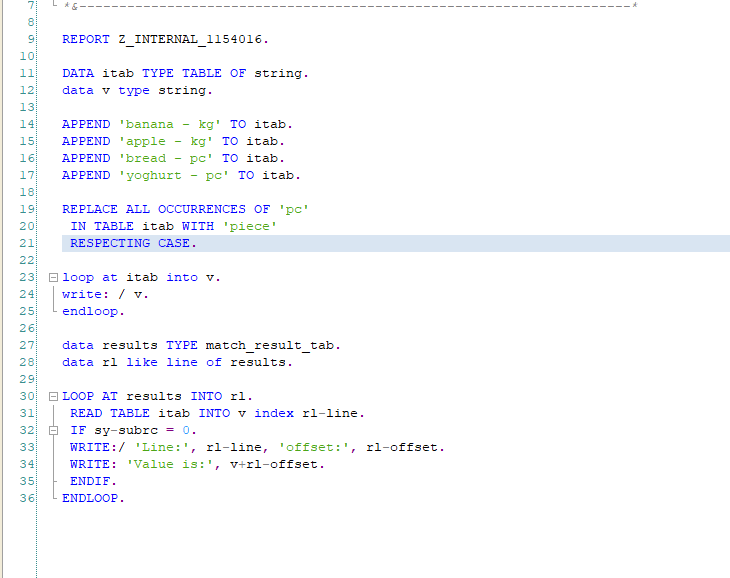 7 *&---------------------------------------------------------------------*
8
9 REPORT Z_INTERNAL_1154016.
10
11 DATA itab TYPE TABLE OF string.
12 data v type string.
13
14 APPEND 'banana - kg' TO itab.
15 APPEND 'apple - kg' TO itab.
16 APPEND 'bread - pc' TO itab.
17 APPEND 'yoghurt - pc' TO itab.
18
19 REPLACE ALL OCCURRENCES OF 'pc'
20 IN TABLE itab WITH 'piece'
21 RESPECTING CASE.
22
23 loop at itab into v.
24 write: / v.
25 endloop.
26
27 data results TYPE match_result_tab.
28 data rl like line of results.
29
30 LOOP AT results INTO rl.
31 READ TABLE itab INTO v index rl-line.
32 IF sy-subrc = 0.
33 WRITE:/ 'Line:', rl-line, 'offset:', rl-offset.
34 WRITE: 'Value is:', v+rl-offset.
35 ENDIF.
36 ENDLOOP.